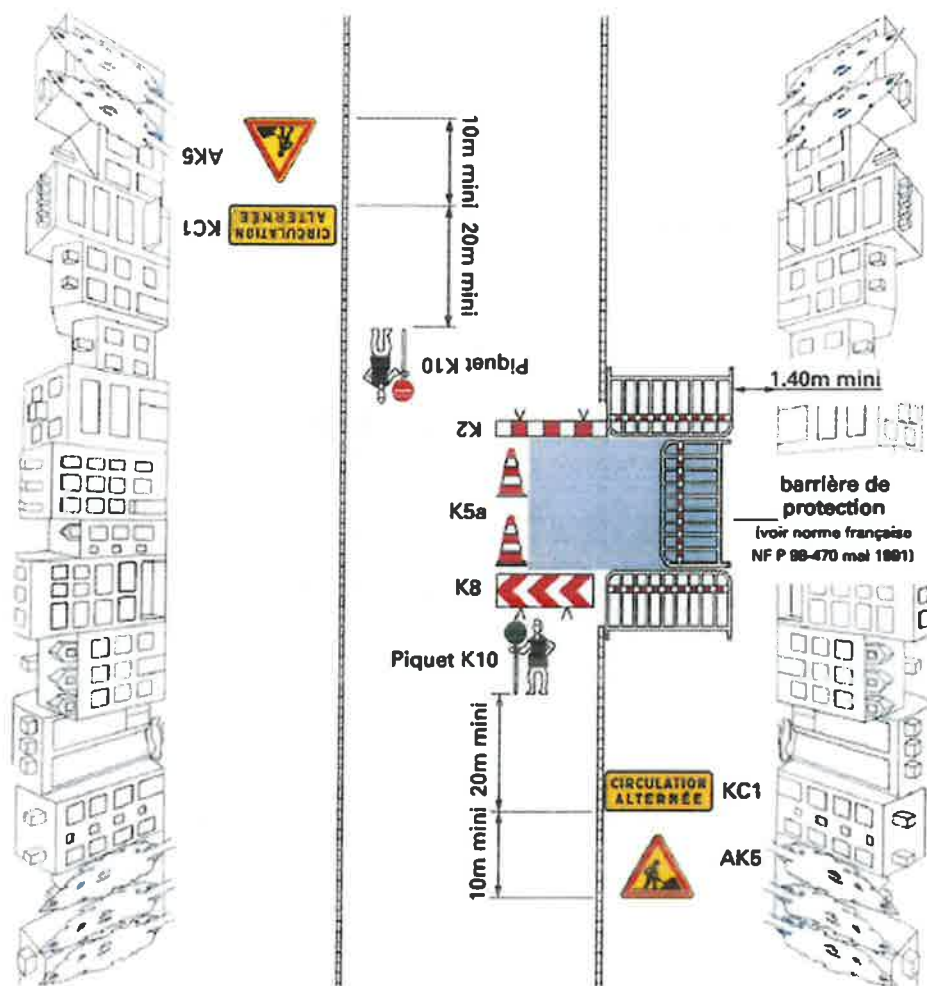 10m mini
AK5
KC1
CIRCULATION
ALTERNÉE
20m mini
Piquet K10
1.40m mini
K2
K5a
barrière de
protection
(voir norme française
NF P 98-470 mai 1991)
K8
Piquet K10
20m mini
CIRCULATION
ALTERNÉE
KC1
10m mini
AK5